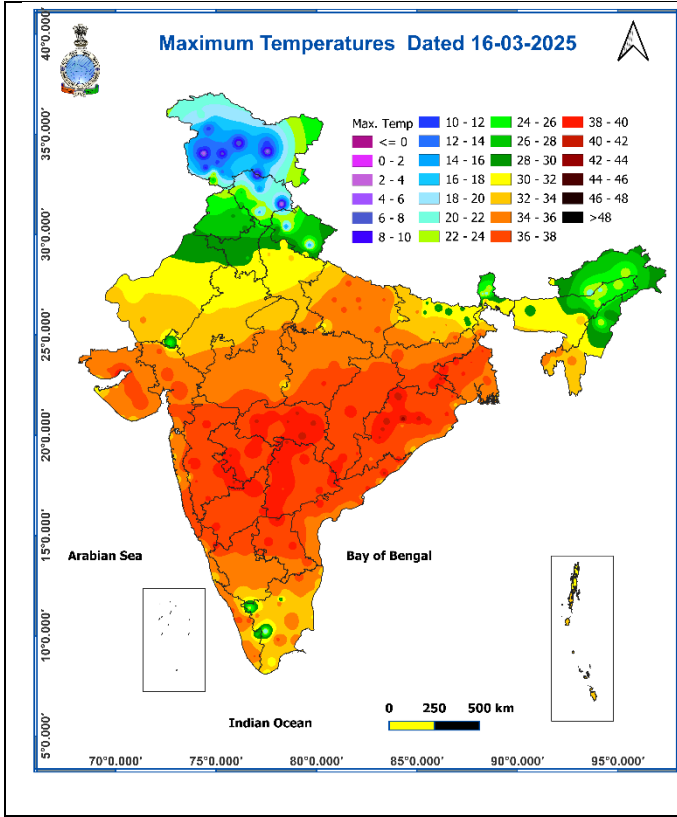 Maximum Temperatures Dated 16-03-2025
Max. Temp
<= 0
0 - 2
2 - 4
4 - 6
6 - 8
8 - 10
10 - 12
12 - 14
14 - 16
16 - 18
18 - 20
20 - 22
22 - 24
24 - 26
26 - 28
28 - 30
30 - 32
32 - 34
34 - 36
36 - 38
38 - 40
40 - 42
42 - 44
44 - 46
46 - 48
>48
40°0.000'
35°0.000'
30°0.000'
25°0.000'
20°0.000'
15°0.000'
10°0.000'
5°0.000'
Arabian Sea
Bay of Bengal
Indian Ocean
0 250 500 km
70°0.000' 75°0.000' 80°0.000' 85°0.000' 90°0.000' 95°0.000'